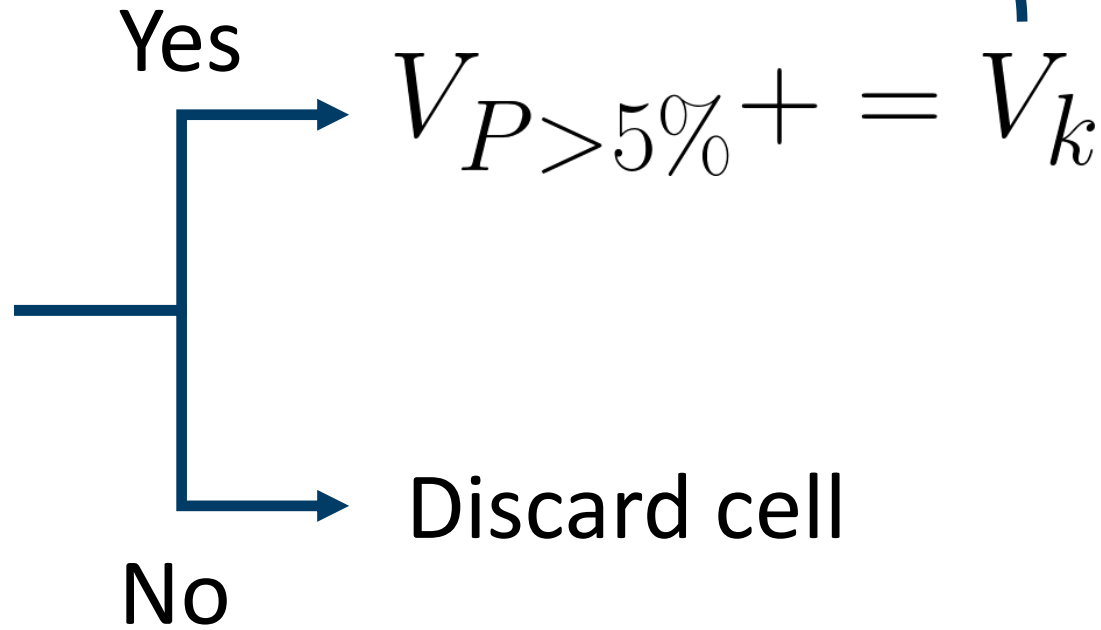 Yes
V_{P>5%}+ = V_k
Discard cell
No